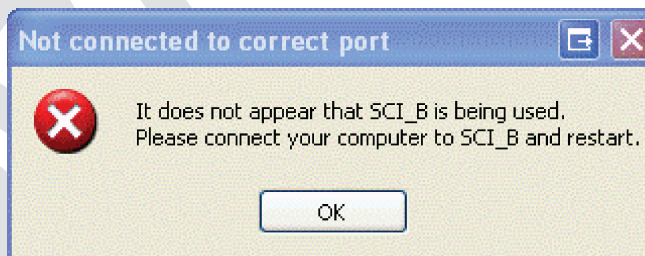 Not connected to correct port
It does not appear that SCI_B is being used.
Please connect your computer to SCI_B and restart.
OK